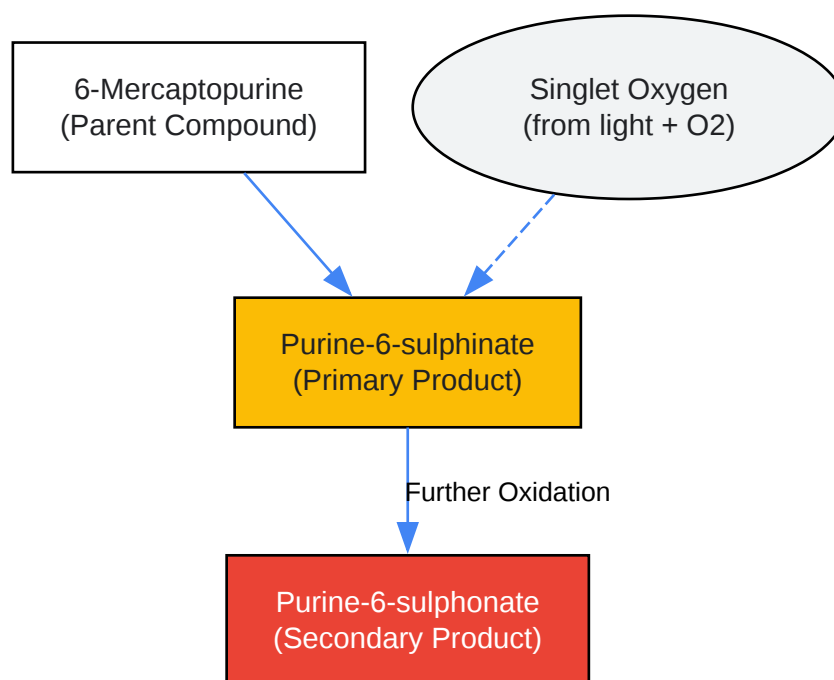 6-Mercaptopurine
(Parent Compound)
Singlet Oxygen
(from light + O2)
Purine-6-sulphinate
(Primary Product)
Further Oxidation
Purine-6-sulphonate
(Secondary Product)